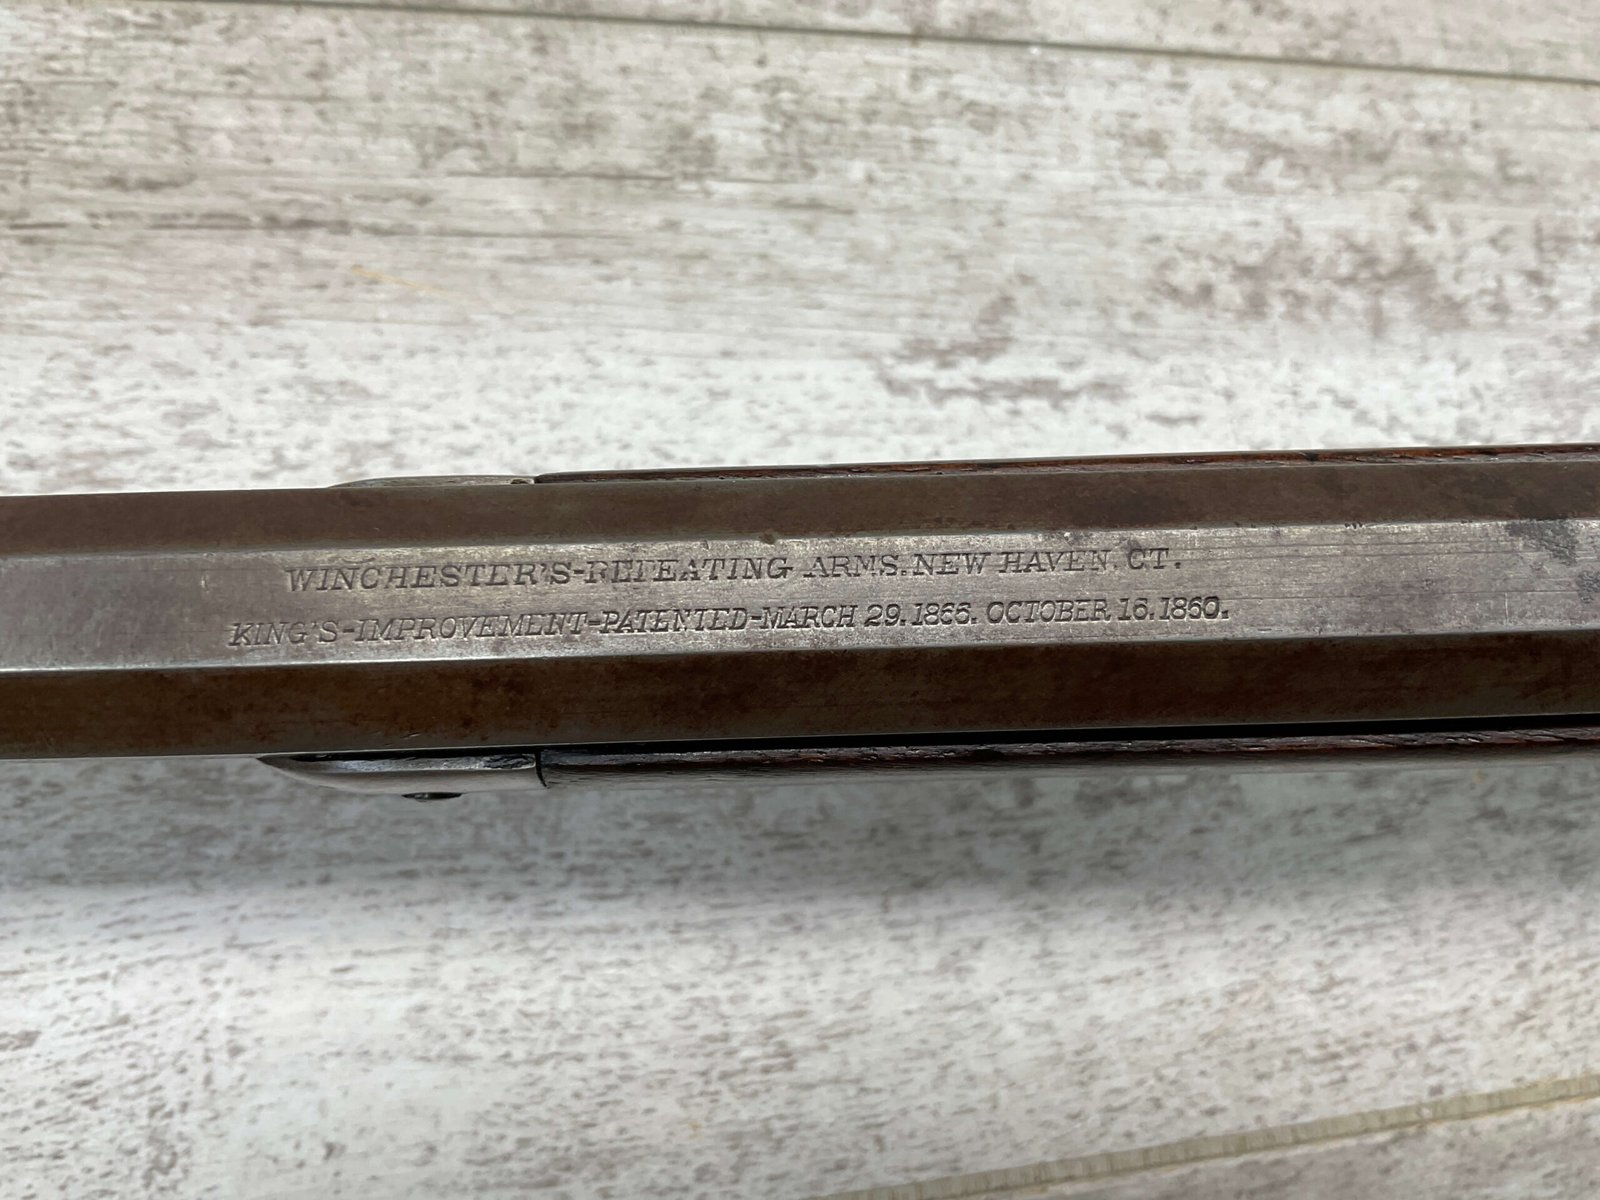 WINCHESTER'S-REPEATING ARMS. NEW HAVEN. CT.
KING'S-IMPROVEMENT-PATENTED-MARCH 29. 1866. OCTOBER 16. 1860.